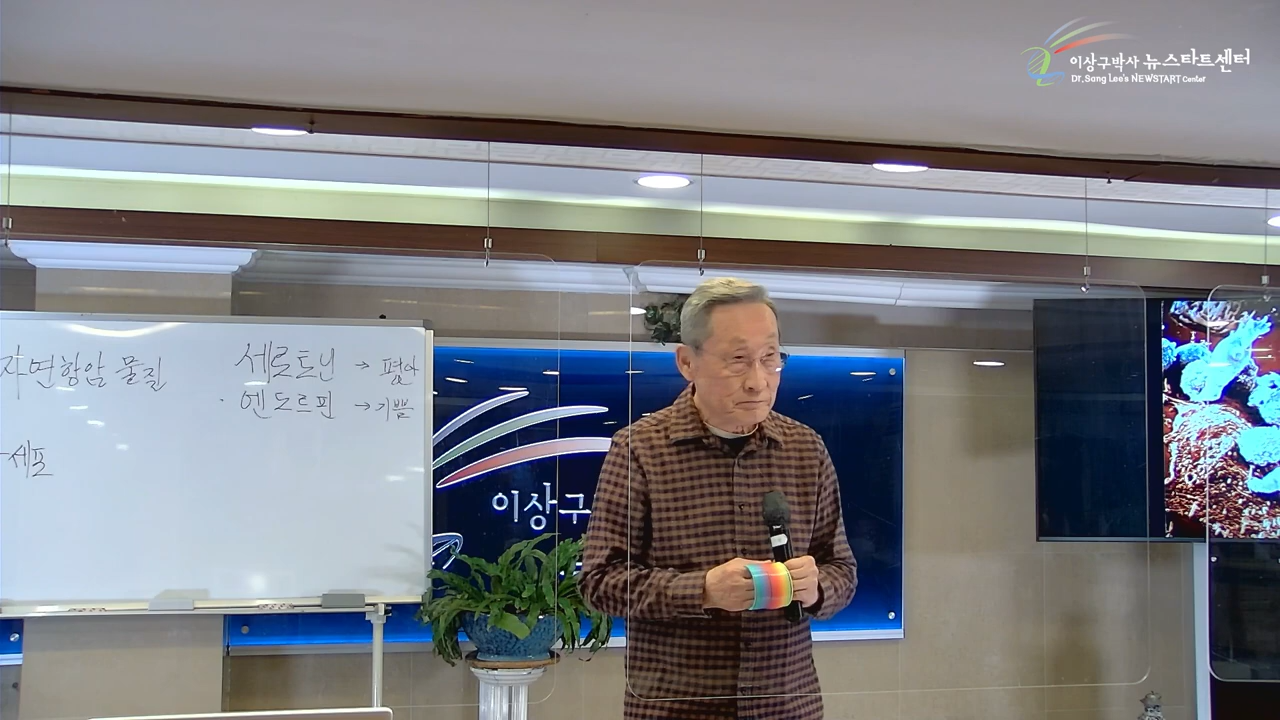 이상구박사 뉴스타트센터
Dr. Sang Lee's NEWSTART Center
자연항암 물질
세로토닌 → 평안
· 엔도르핀 → 기쁨
세포
이상구